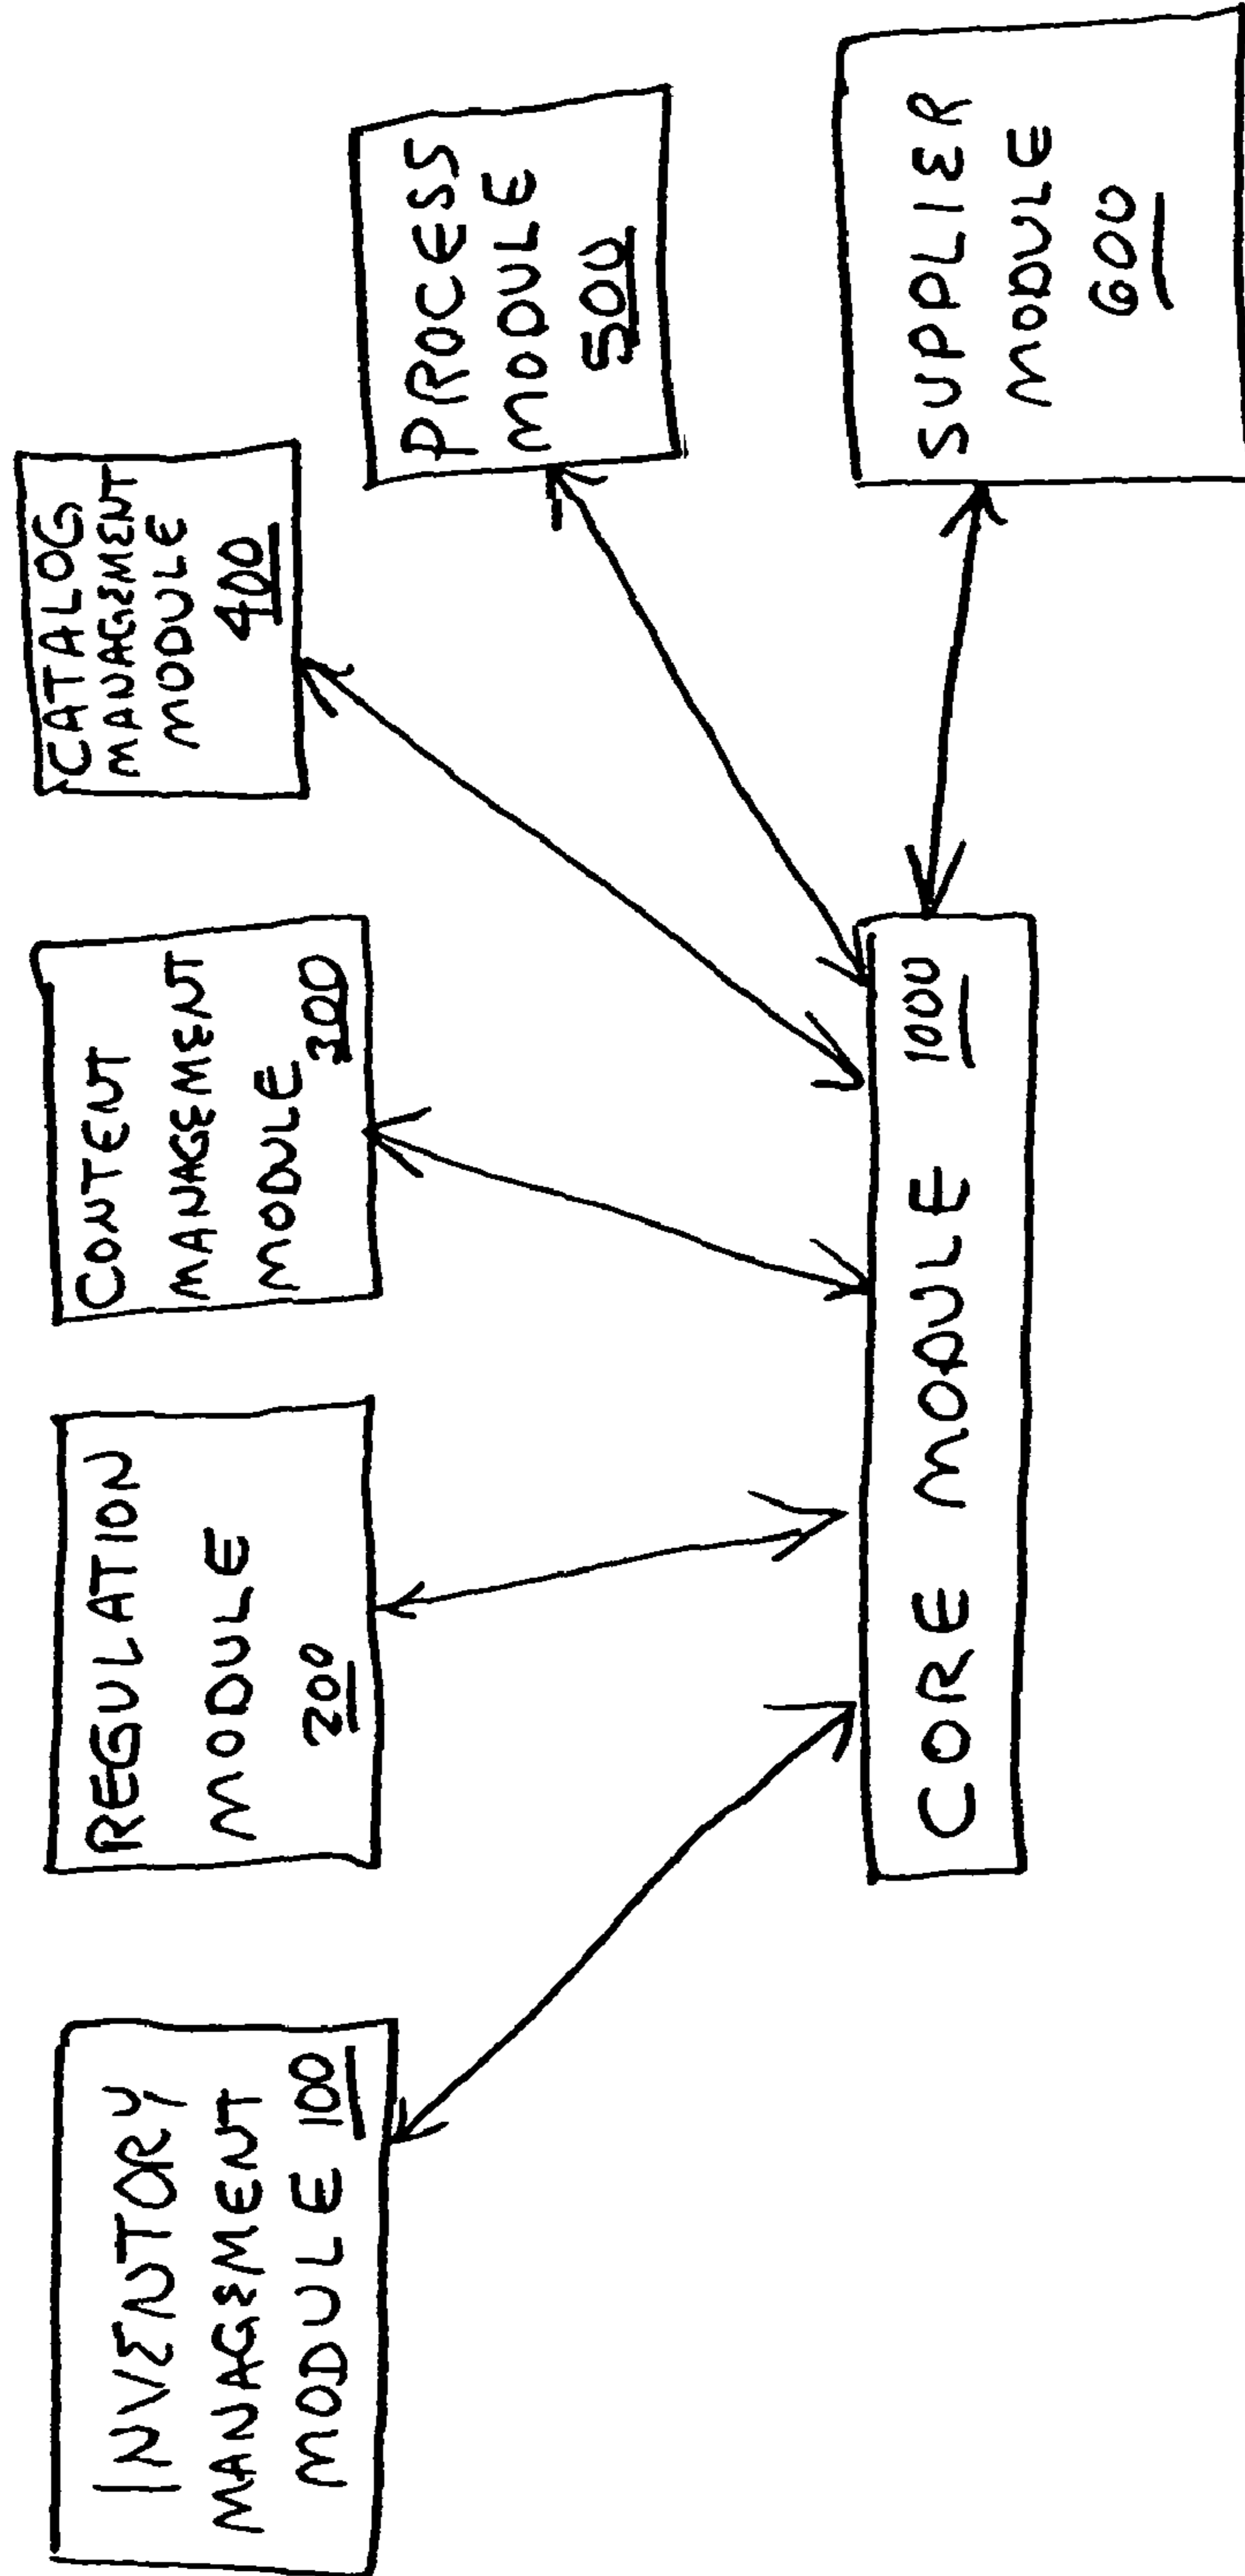 INVENTORY
MANAGEMENT
MODULE 100
REGULATION
MODULE
200
CONTENT
MANAGEMENT
MODULE 300
CATALOG
MANAGEMENT
MODULE
400
PROCESS
MODULE
500
SUPPLIER
MODULE
600
CORE MODULE 1000